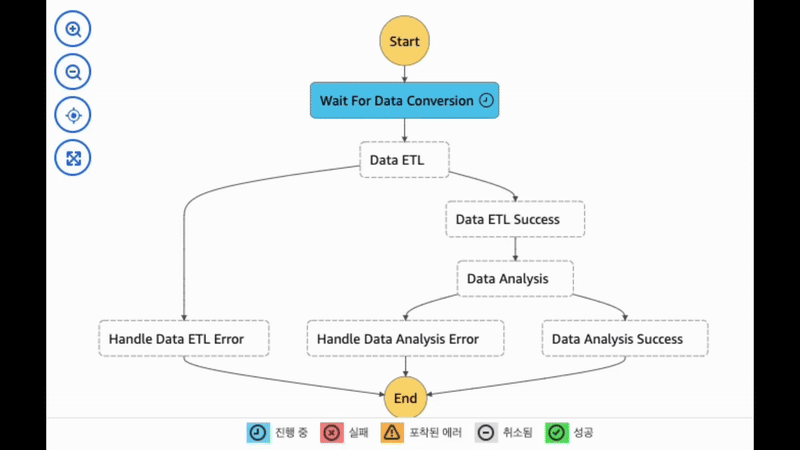 Start
Wait For Data Conversion
Data ETL
Data ETL Success
Data Analysis
Handle Data ETL Error
Handle Data Analysis Error
Data Analysis Success
End
진행 중 실패 포착된 에러 취소됨 성공